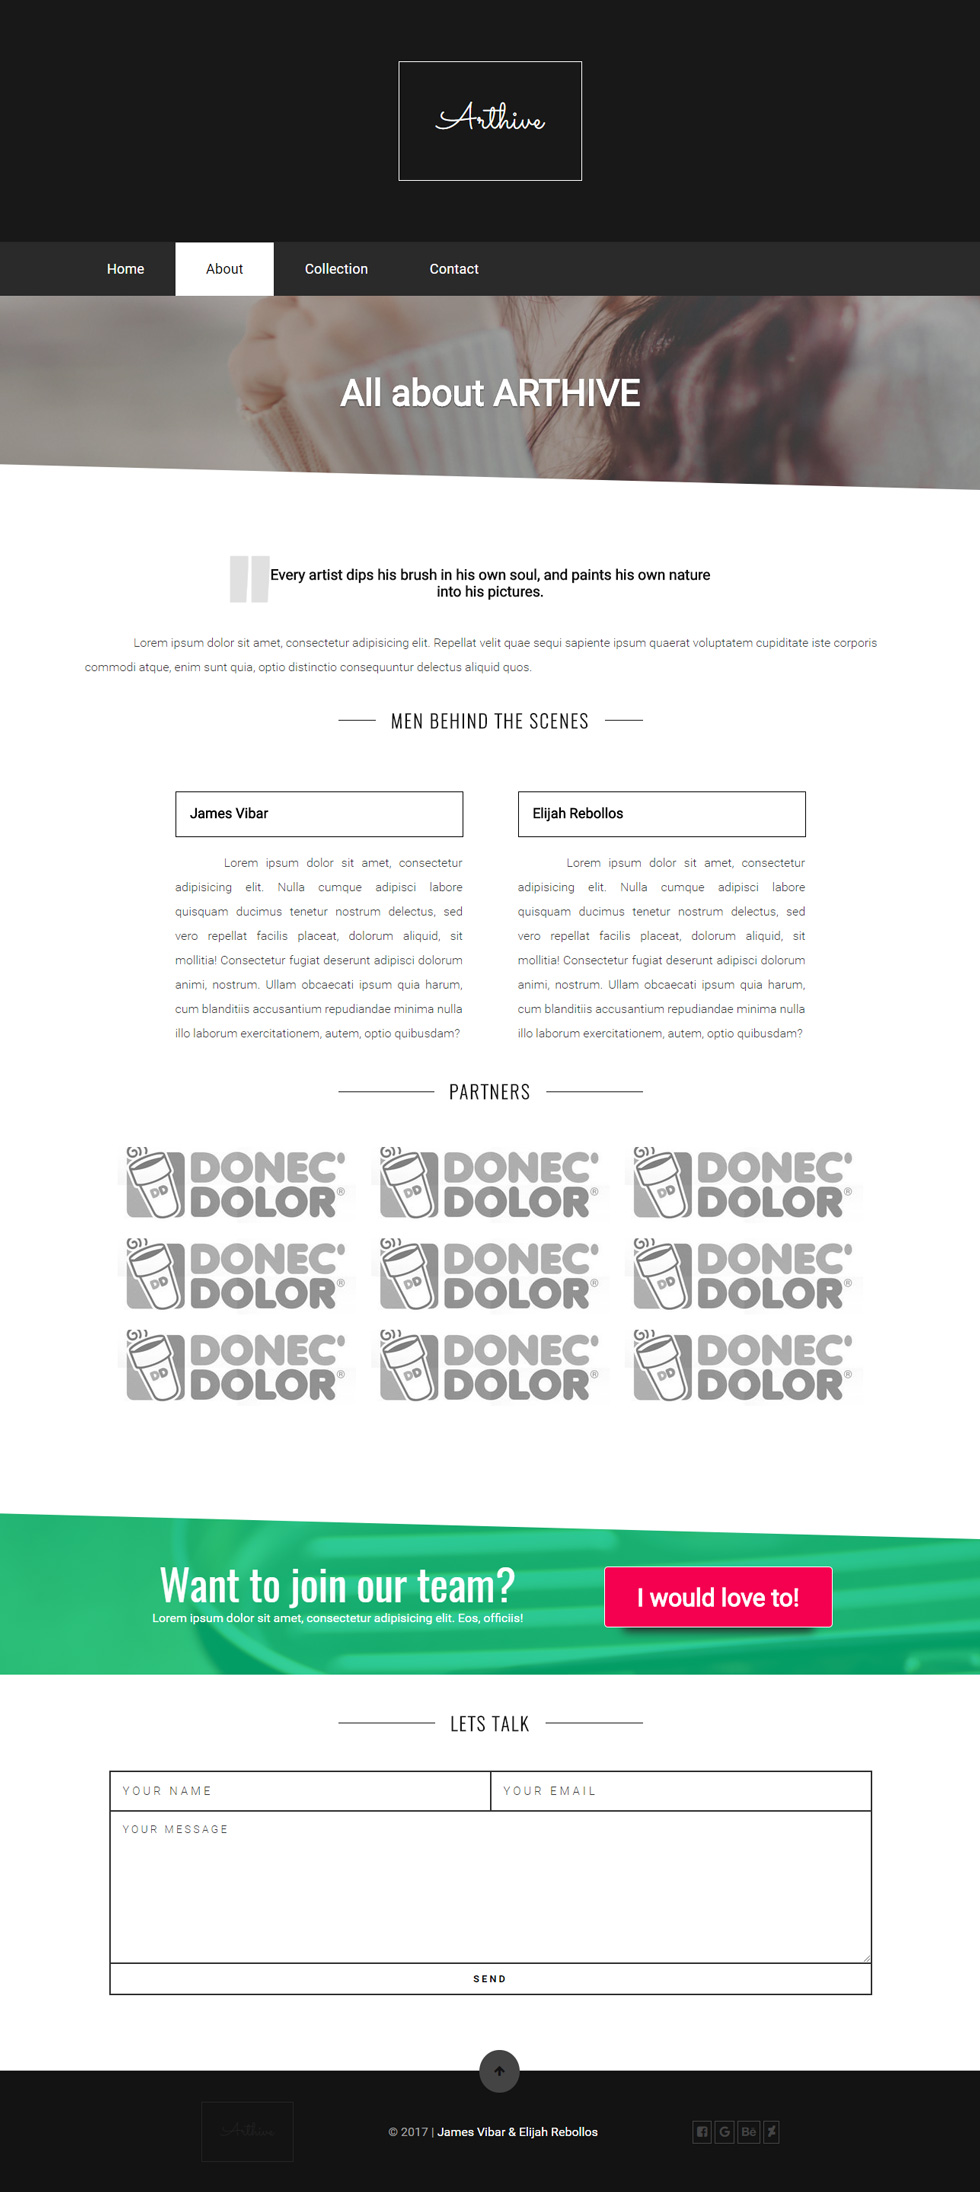 Arthive
Home About Collection Contact
All about ARTHIVE
Every artist dips his brush in his own soul, and paints his own nature
into his pictures.
Lorem ipsum dolor sit amet, consectetur adipisicing elit. Repellat velit quae sequi sapiente ipsum quaerat voluptatem cupiditate iste corporis
commodi atque, enim sunt quia, optio distinctio consequuntur delectus aliquid quos.
MEN BEHIND THE SCENES
James Vibar
Lorem ipsum dolor sit amet, consectetur
adipisicing elit. Nulla cumque adipisci labore
quisquam ducimus tenetur nostrum delectus, sed
vero repellat facilis placeat, dolorum aliquid, sit
mollitia! Consectetur fugiat deserunt adipisci dolorum
animi, nostrum. Ullam obcaecati ipsum quia harum,
cum blanditiis accusantium repudiandae minima nulla
illo laborum exercitationem, autem, optio quibusdam?
Elijah Rebollos
Lorem ipsum dolor sit amet, consectetur
adipisicing elit. Nulla cumque adipisci labore
quisquam ducimus tenetur nostrum delectus, sed
vero repellat facilis placeat, dolorum aliquid, sit
mollitia! Consectetur fugiat deserunt adipisci dolorum
animi, nostrum. Ullam obcaecati ipsum quia harum,
cum blanditiis accusantium repudiandae minima nulla
illo laborum exercitationem, autem, optio quibusdam?
PARTNERS
DD DONEC' DD DONEC' DD DONEC'
DOLOR® DOLOR® DOLOR®
DD DONEC' DD DONEC' DD DONEC'
DOLOR® DOLOR® DOLOR®
DD DONEC' DD DONEC' DD DONEC'
DOLOR® DOLOR® DOLOR®
Want to join our team?
Lorem ipsum dolor sit amet, consectetur adipisicing elit. Eos, officiis!
I would love to!
LETS TALK
YOUR NAME YOUR EMAIL
YOUR MESSAGE
SEND
Arthive
© 2017 | James Vibar & Elijah Rebollos
G Bē